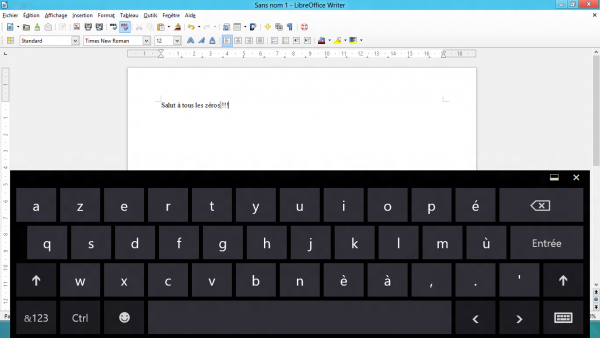 Sans nom 1 - LibreOffice Writer
Fichier Édition Affichage Insertion Format Tableau Outils Fenêtre Aide
Standard Times New Roman 12
Salut à tous les zéros !!!!
a z e r t y u i o p é
q s d f g h j k l m ù Entrée
w x c v b n è à , . '
&123 Ctrl < >